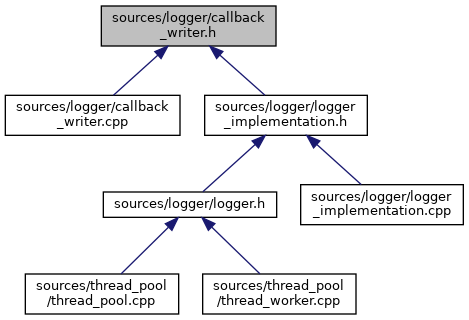 sources/logger/callback
_writer.h
sources/logger/callback
_writer.cpp
sources/logger/logger
_implementation.h
sources/logger/logger.h
sources/logger/logger
_implementation.cpp
sources/thread_pool
/thread_pool.cpp
sources/thread_pool
/thread_worker.cpp